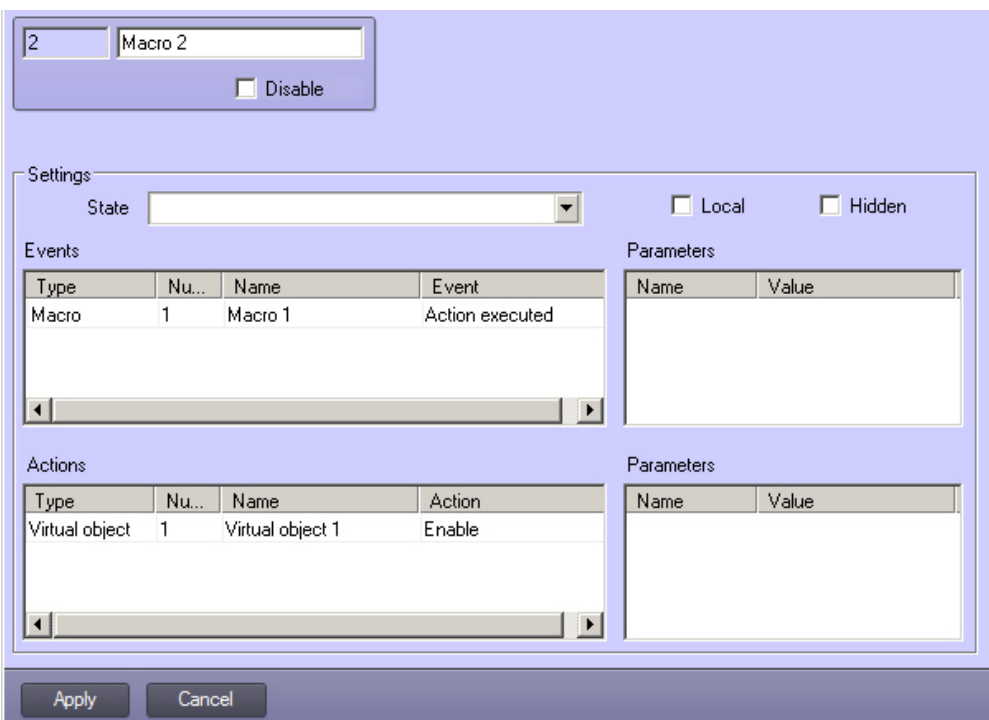 2 Macro 2
Disable
Settings
State Local Hidden
Events Parameters
Type Nu... Name Event Name Value
Macro 1 Macro 1 Action executed
Actions Parameters
Type Nu... Name Action Name Value
Virtual object 1 Virtual object 1 Enable
Apply Cancel